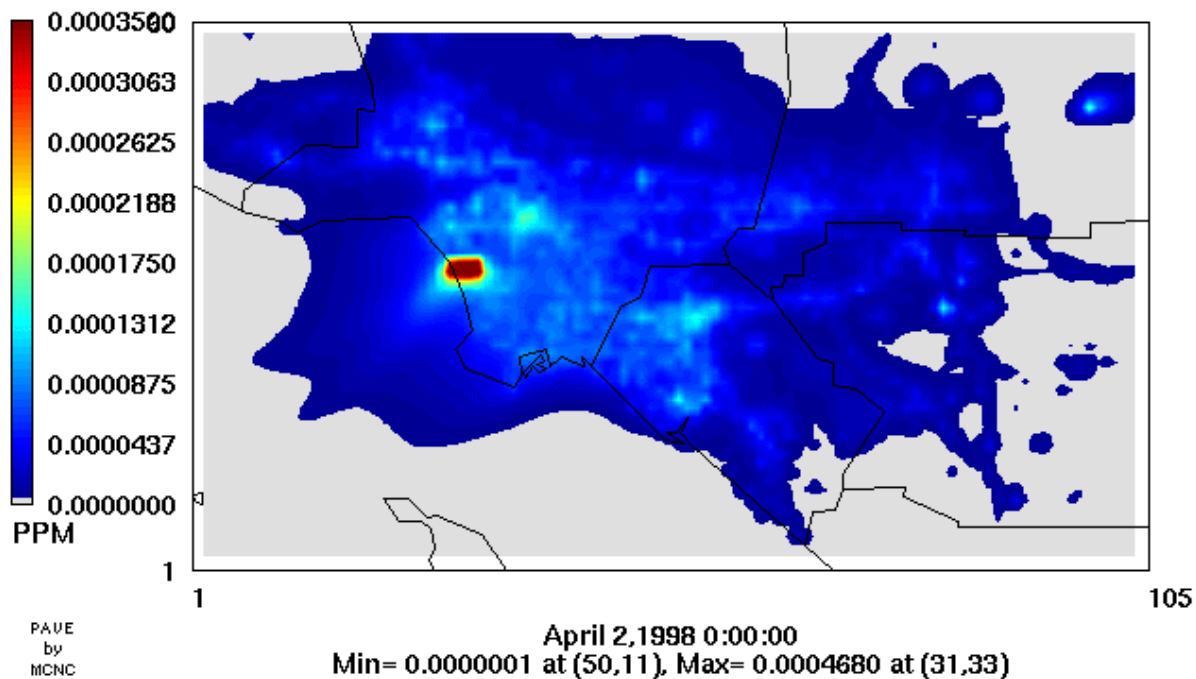 0.0003500
60
0.0003063
0.0002625
0.0002188
0.0001750
0.0001312
0.0000875
0.0000437
0.0000000
PPM
1
1
105
PAVE
by
MCNC
April 2,1998 0:00:00
Min= 0.0000001 at (50,11), Max= 0.0004680 at (31,33)